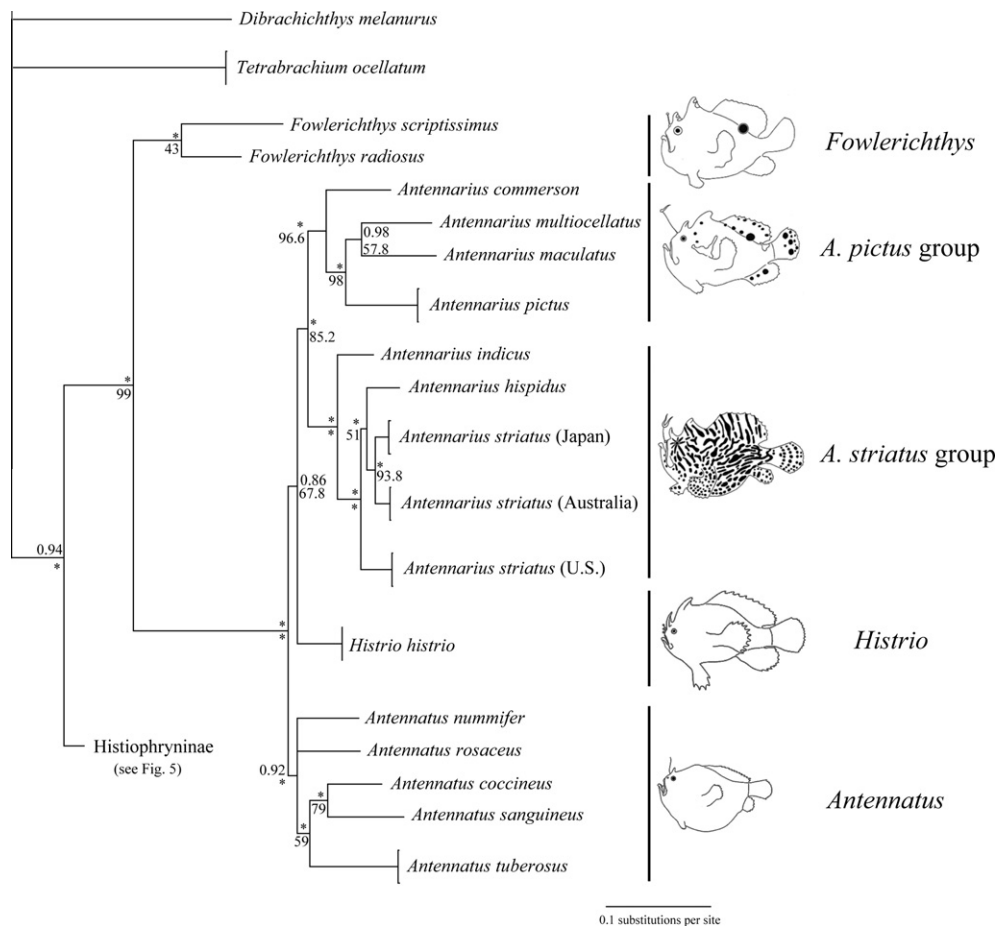 Dibrachichthys melanurus
Tetrabrachium ocellatum
Fowlerichthys scriptissimus
*
43
Fowlerichthys radiosus
Fowlerichthys
Antennarius commerson
*
96.6
Antennarius multiocellatus
0.98
57.8
Antennarius maculatus
*
98
Antennarius pictus
A. pictus group
*
85.2
Antennarius indicus
*
99
Antennarius hispidus
*
*
*
51
Antennarius striatus (Japan)
*
93.8
Antennarius striatus (Australia)
*
*
Antennarius striatus (U.S.)
A. striatus group
0.86
67.8
0.94
*
*
*
Histrio histrio
Histrio
Antennatus nummifer
Histiophryninae
(see Fig. 5)
Antennatus rosaceus
0.92
*
Antennatus coccineus
*
79
Antennatus sanguineus
*
59
Antennatus tuberosus
Antennatus
0.1 substitutions per site